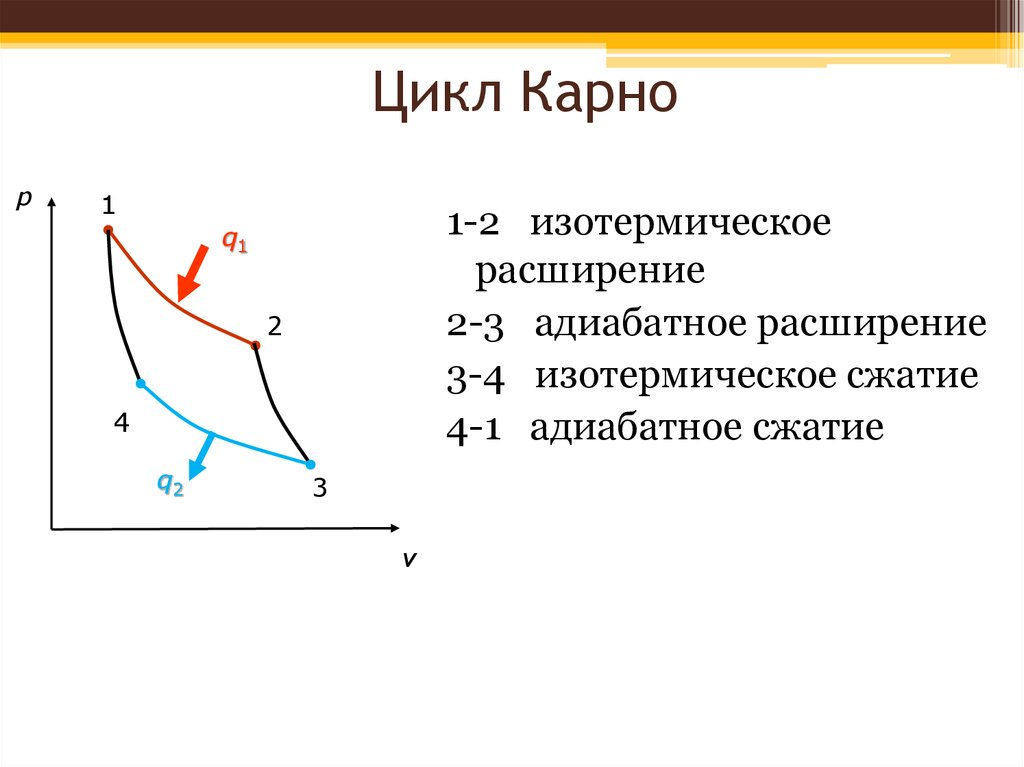 Цикл Карно
p
1
q1
2
4
q2
3
v
1-2 изотермическое
расширение
2-3 адиабатное расширение
3-4 изотермическое сжатие
4-1 адиабатное сжатие